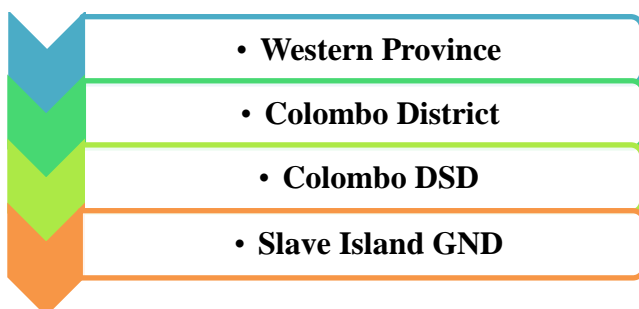 • Western Province
• Colombo District
• Colombo DSD
• Slave Island GND